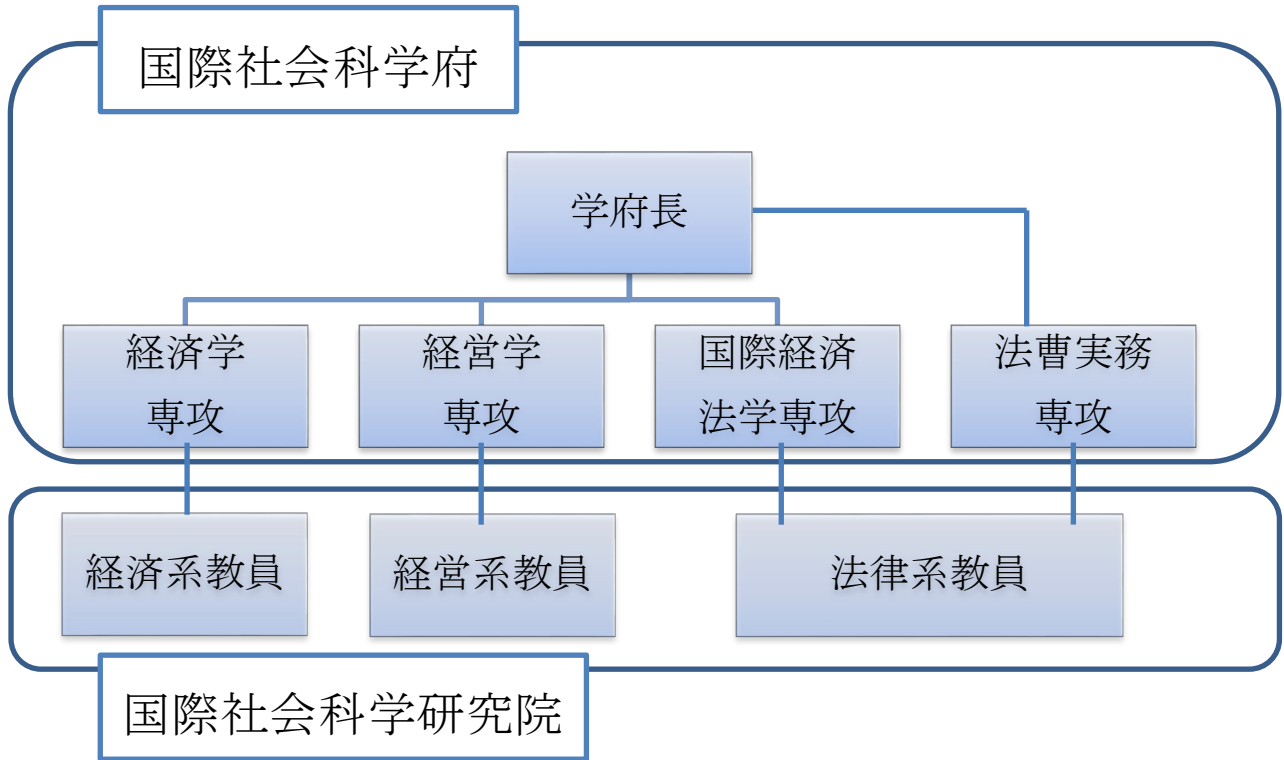 国際社会科学府
学府長
経済学
専攻
経営学
専攻
国際経済
法学専攻
法曹実務
専攻
経済系教員
経営系教員
法律系教員
国際社会科学研究院